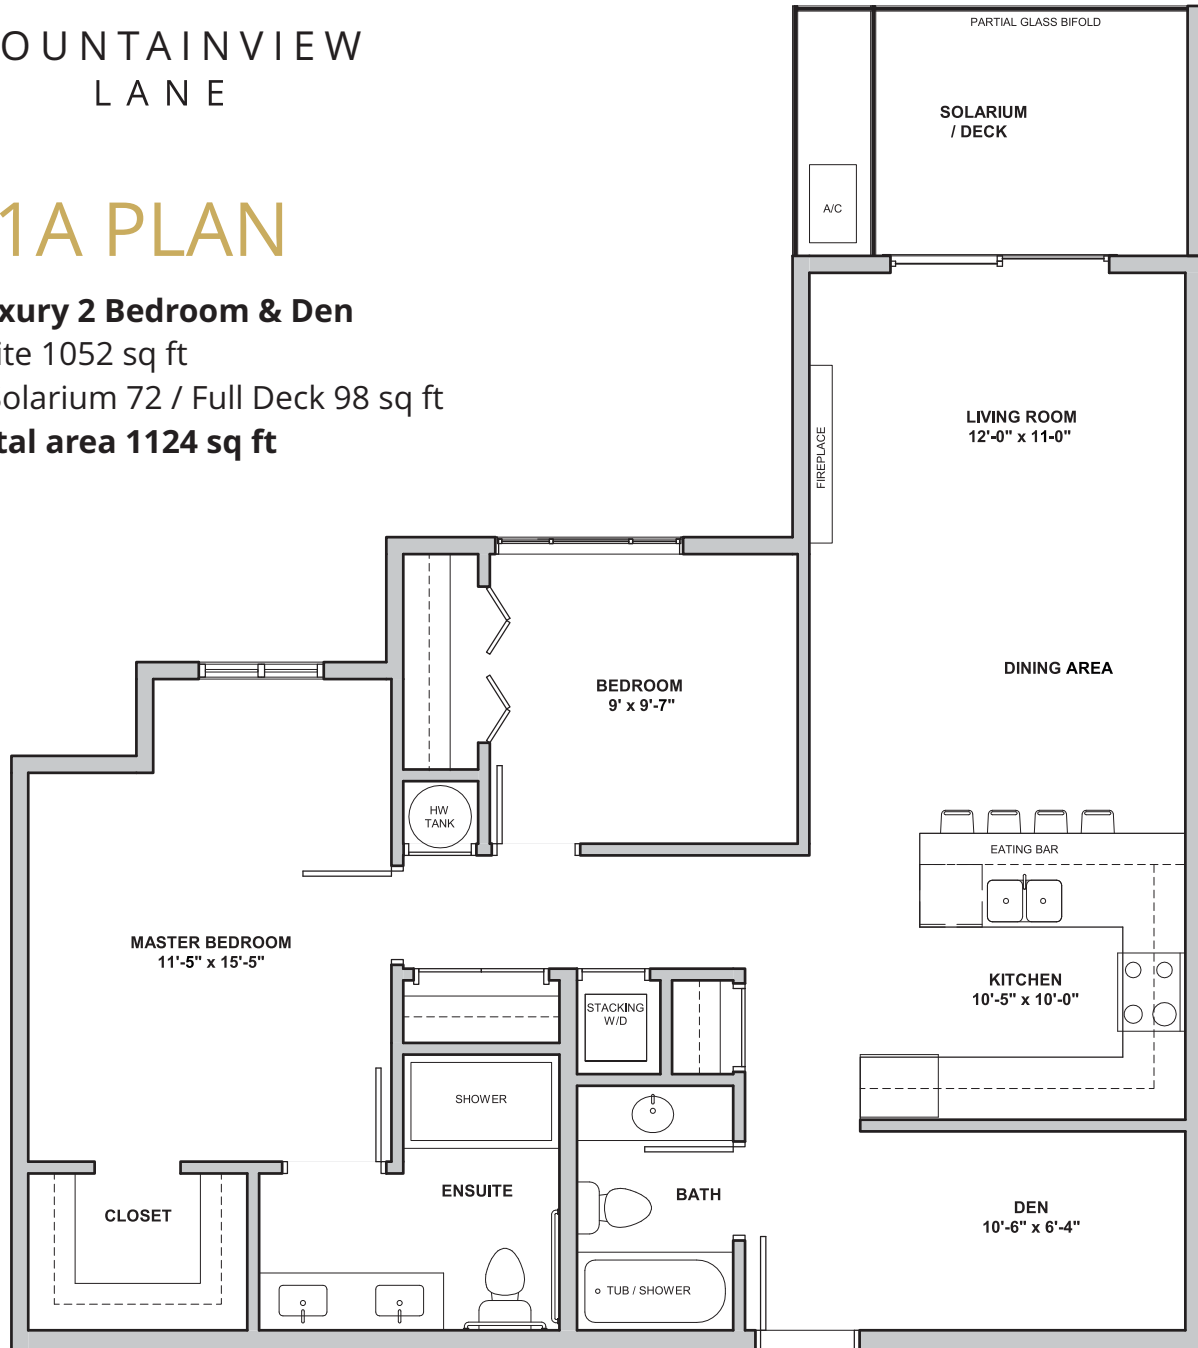 OUNTAINVIEW
LANE
1A PLAN
xury 2 Bedroom & Den
ite 1052 sq ft
Solarium 72 / Full Deck 98 sq ft
tal area 1124 sq ft
PARTIAL GLASS BIFOLD
SOLARIUM
/ DECK
A/C
LIVING ROOM
12'-0" x 11-0"
FIREPLACE
DINING AREA
BEDROOM
9' x 9'-7"
HW
TANK
EATING BAR
MASTER BEDROOM
11'-5" x 15'-5"
KITCHEN
10'-5" x 10'-0"
STACKING
W/D
SHOWER
ENSUITE
BATH
CLOSET
DEN
10'-6" x 6'-4"
TUB / SHOWER